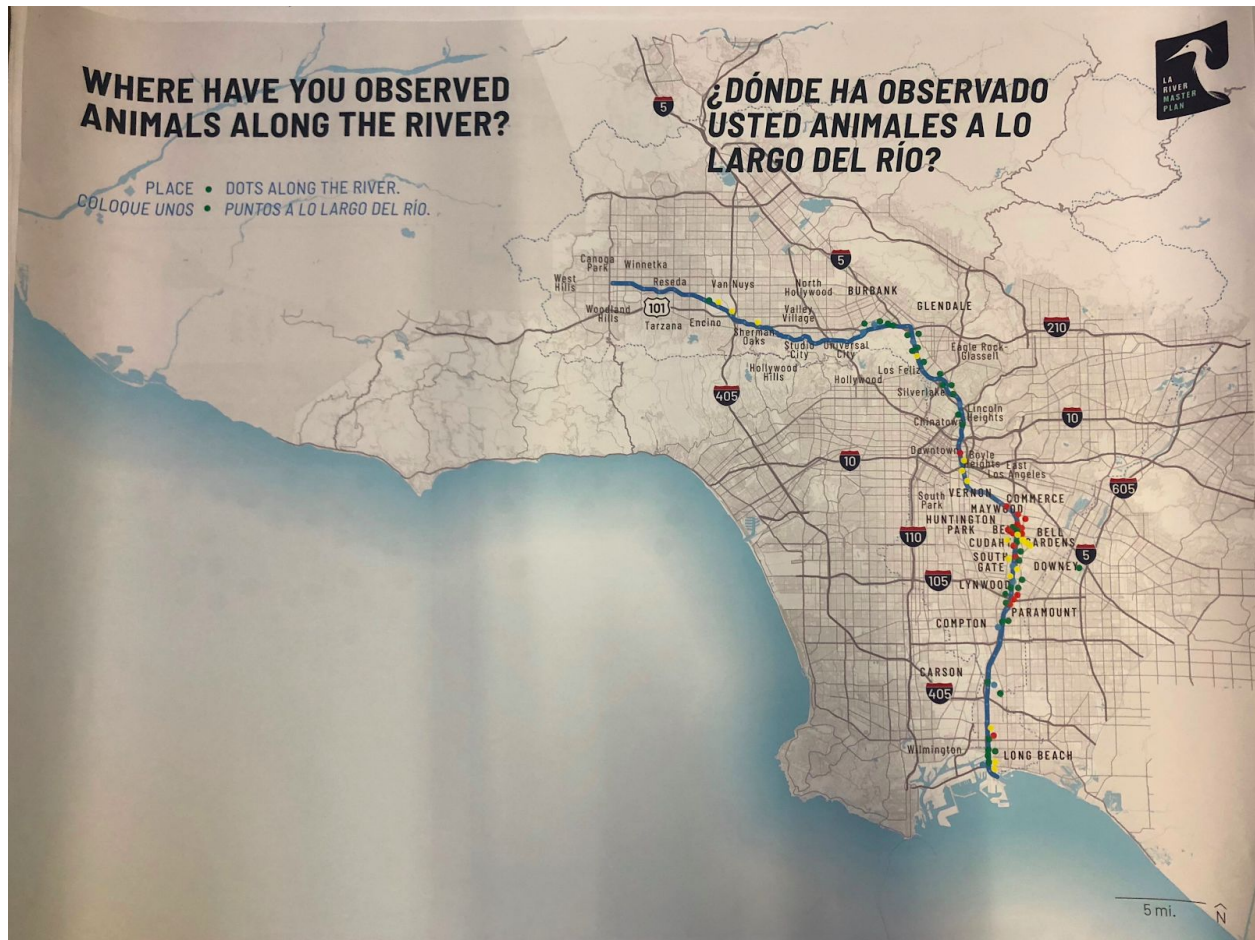 WHERE HAVE YOU OBSERVED
ANIMALS ALONG THE RIVER?
¿DÓNDE HA OBSERVADO
USTED ANIMALES A LO
LARGO DEL RÍO?
LA
RIVER
MASTER
PLAN
PLACE • DOTS ALONG THE RIVER.
COLOQUE UNOS • PUNTOS A LO LARGO DEL RÍO.
5
5
Canoga
Park
Winnetka
West
Hills
Reseda
Van Nuys
North
Hollywood
BURBANK
GLENDALE
Woodland
Hills
101
Tarzana
Encino
Valley
Village
210
Sherman
Oaks
Studio
City
Universal
City
Eagle Rock-
Glassell
Hollywood
Hills
Hollywood
Los Feliz
405
Silverlake
Lincoln
Heights
10
Chinatown
Downtown
Boyle
Heights
East
Los Angeles
10
605
South
Park
VERNON
COMMERCE
MAYWOOD
HUNTINGTON
PARK
BE
BELL
GARDENS
110
CUDAH
SOUTH
GATE
DOWNEY
5
105
LYNWOOD
PARAMOUNT
COMPTON
CARSON
405
Wilmington
LONG BEACH
5 mi.
N